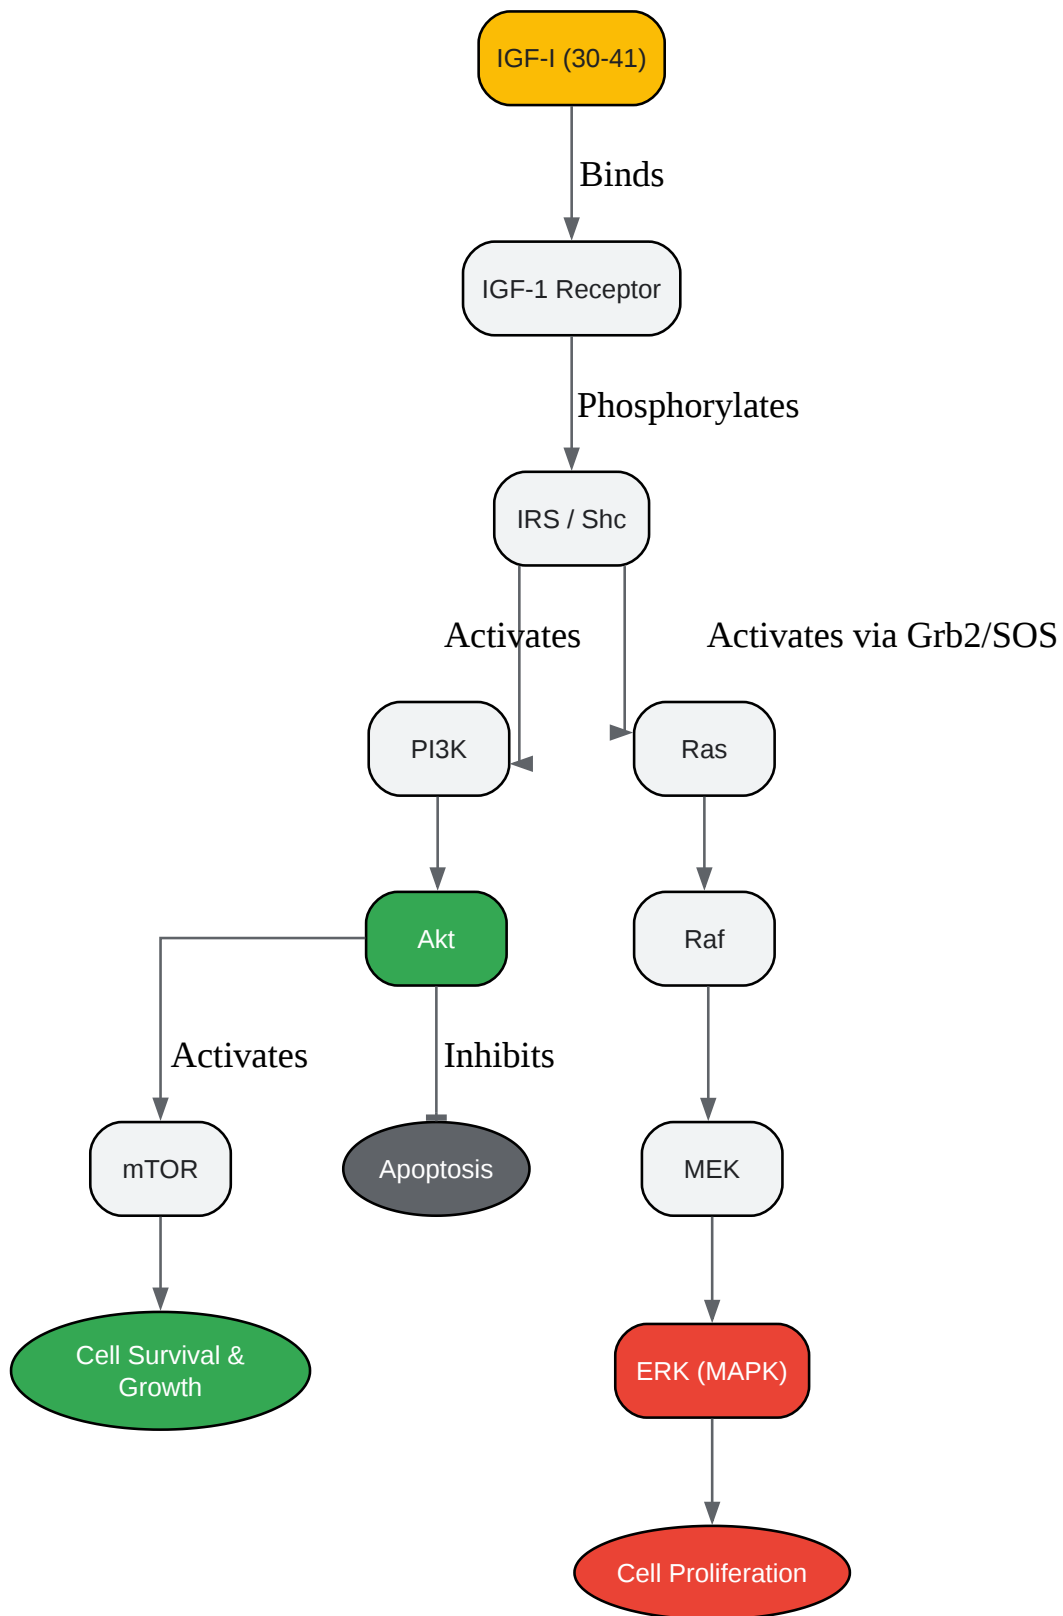 IGF-I (30-41)
Binds
IGF-1 Receptor
Phosphorylates
IRS / Shc
Activates
Activates via Grb2/SOS
PI3K
Ras
Akt
Raf
Activates
Inhibits
mTOR
Apoptosis
MEK
Cell Survival &
Growth
ERK (MAPK)
Cell Proliferation